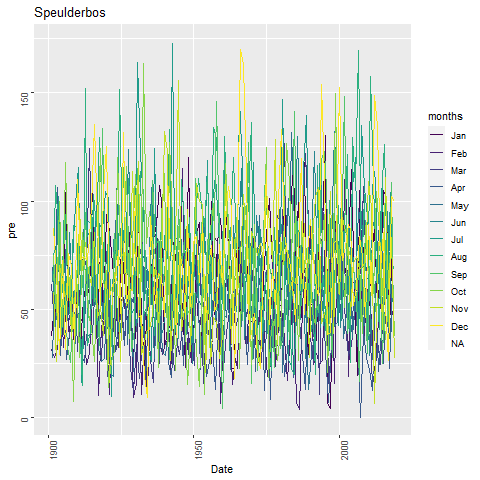 Speulderbos
pre
150
100
50
0
1900
1950
2000
Date
months
Jan
Feb
Mar
Apr
May
Jun
Jul
Aug
Sep
Oct
Nov
Dec
NA